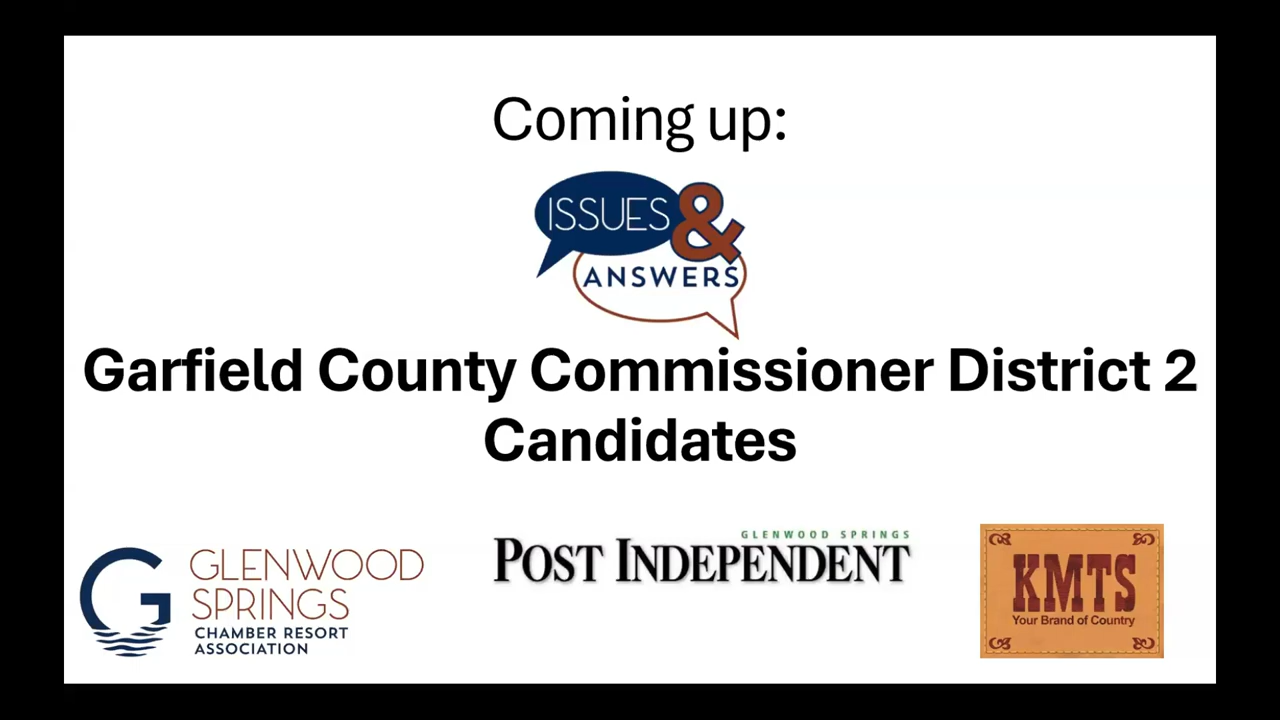 Coming up:
ISSUES &
ANSWERS
Garfield County Commissioner District 2
Candidates
GLENWOOD
SPRINGS
CHAMBER RESORT
ASSOCIATION
GLENWOOD SPRINGS
POST INDEPENDENT
KMTS
Your Brand of Country